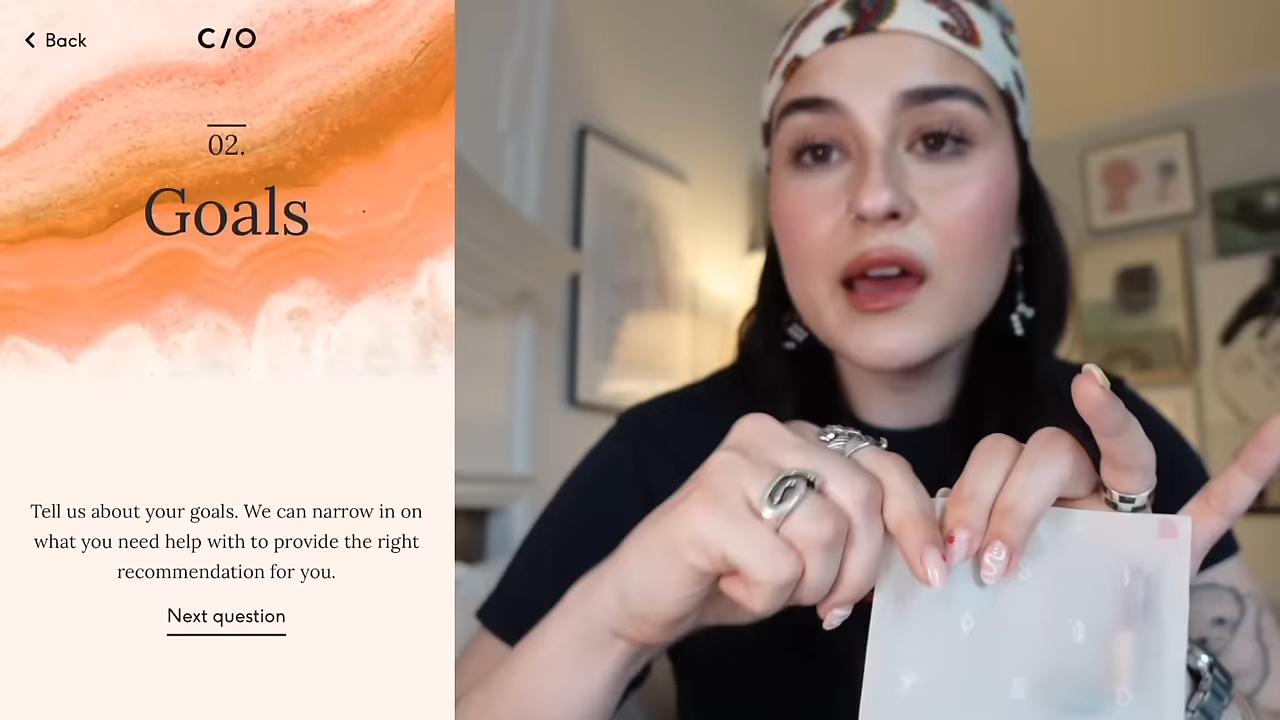 Back
C/O
02.
Goals
Tell us about your goals. We can narrow in on
what you need help with to provide the right
recommendation for you.
Next question